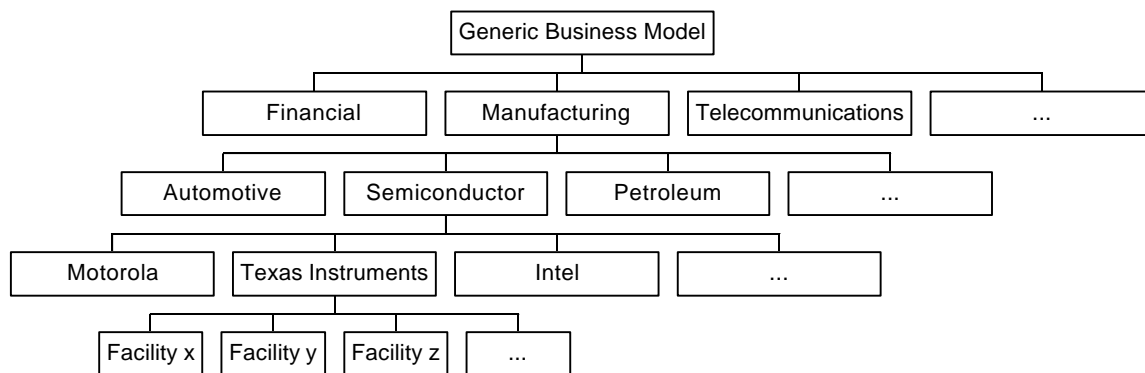 Generic Business Model
Financial
Manufacturing
Telecommunications
...
Automotive
Semiconductor
Petroleum
...
Motorola
Texas Instruments
Intel
...
Facility x
Facility y
Facility z
...